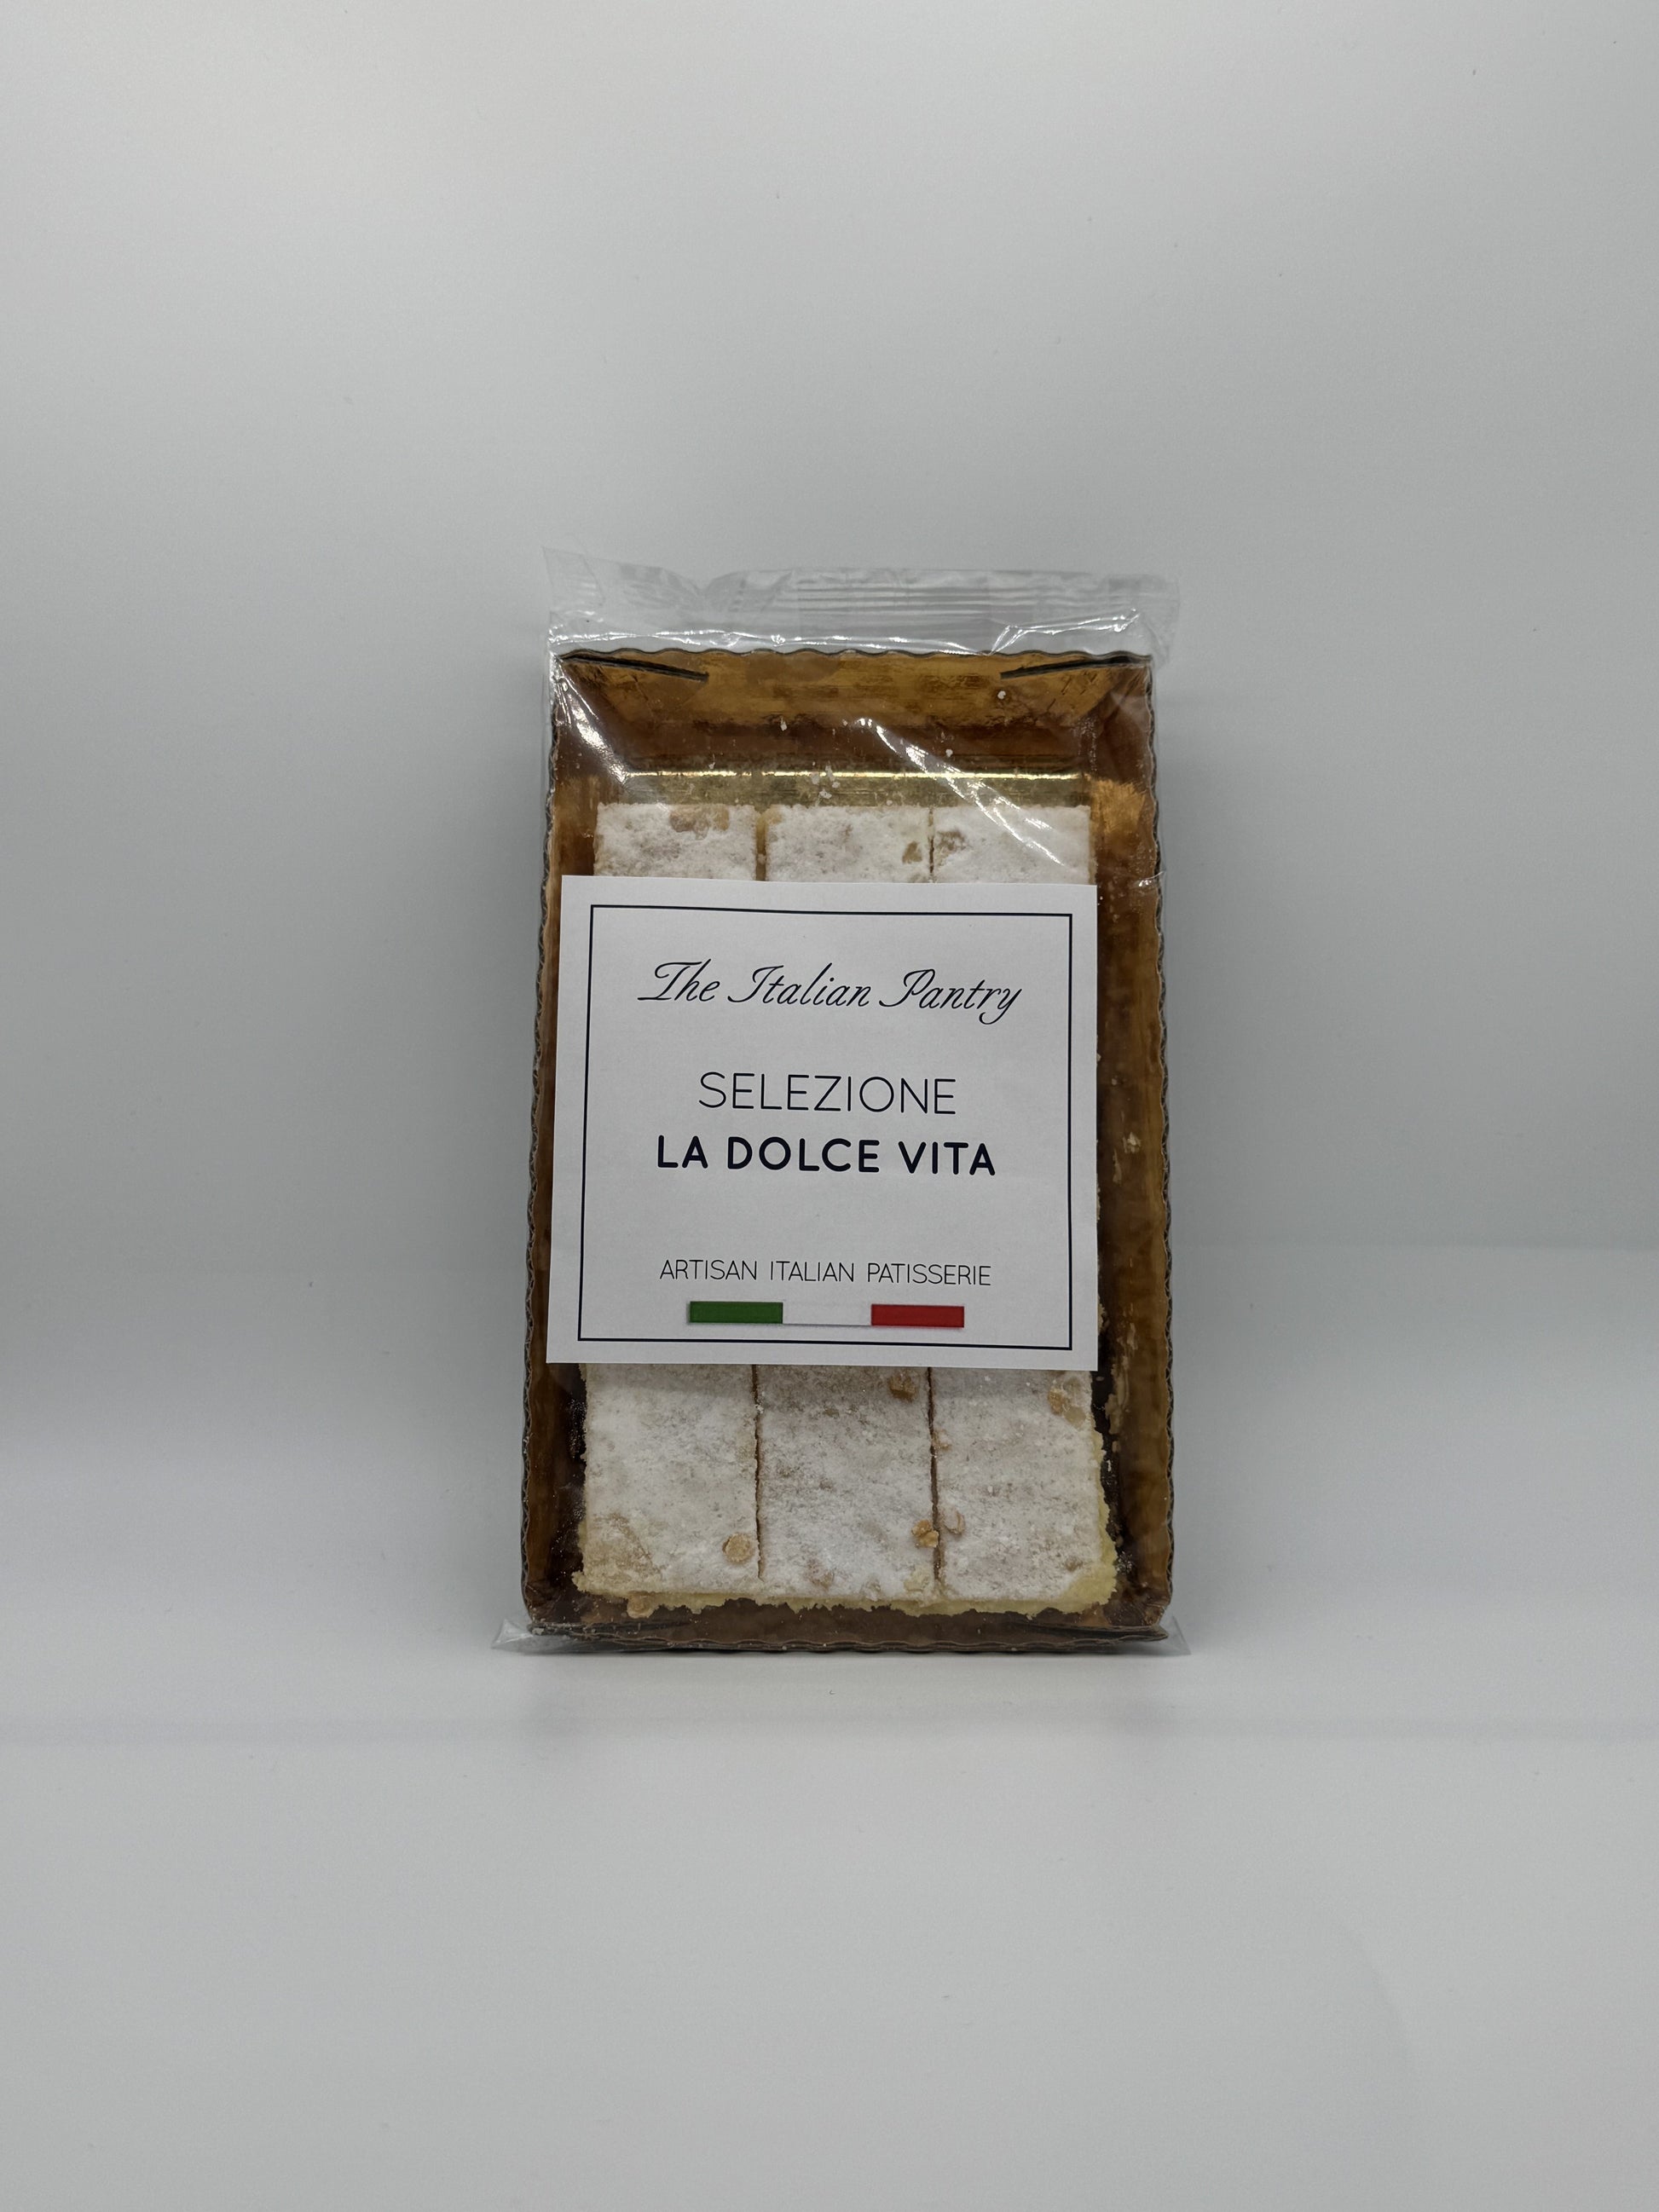 The Italian Pantry
SELEZIONE
LA DOLCE VITA
ARTISAN ITALIAN PATISSERIE